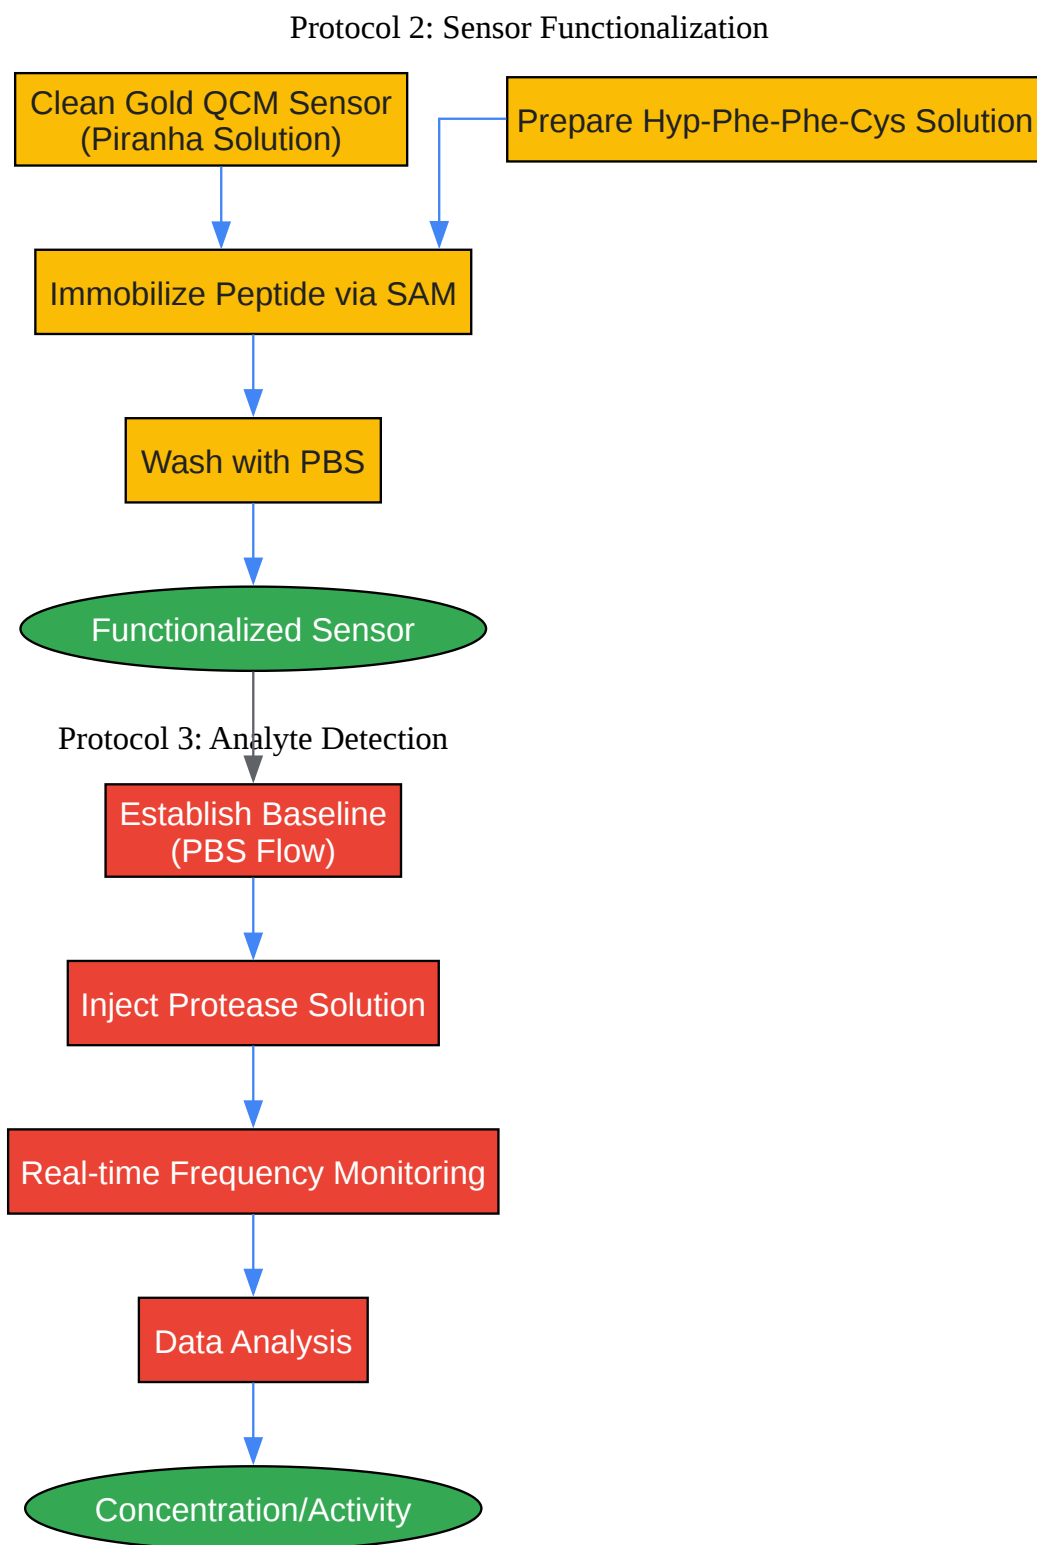 Protocol 2: Sensor Functionalization
Clean Gold QCM Sensor
(Piranha Solution)
Prepare Hyp-Phe-Phe-Cys Solution
Immobilize Peptide via SAM
Wash with PBS
Functionalized Sensor
Protocol 3: Analyte Detection
Establish Baseline
(PBS Flow)
Inject Protease Solution
Real-time Frequency Monitoring
Data Analysis
Concentration/Activity